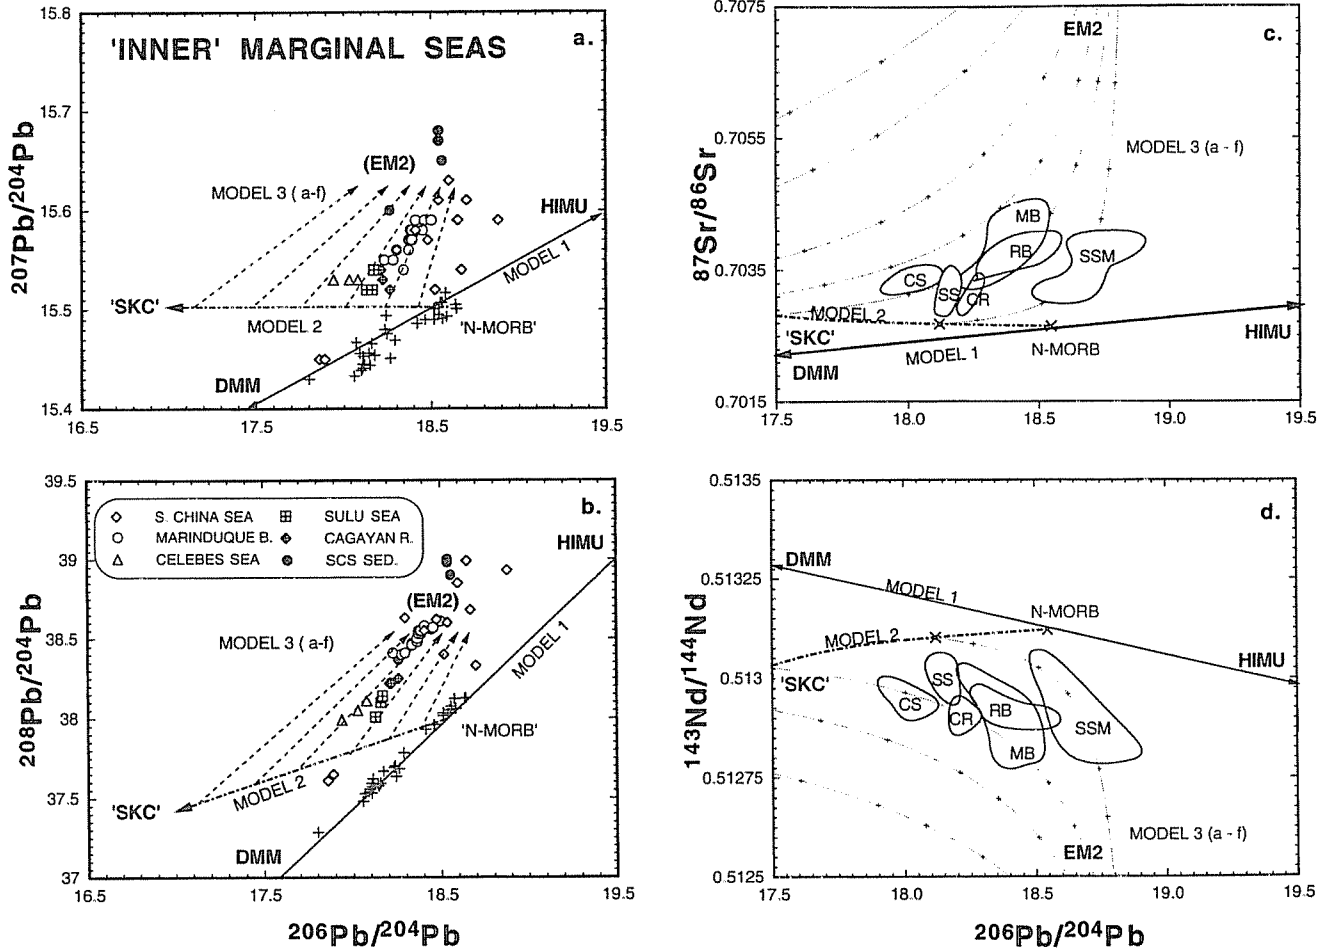 'INNER' MARGINAL SEAS
a.
15.8
15.7
15.6
15.5
15.4
207Pb/204Pb
(EM2)
MODEL 3 ( a-f)
HIMU
MODEL 1
'SKC'
MODEL 2
'N-MORB'
DMM
16.5
17.5
18.5
19.5
b.
39.5
39
38.5
38
37.5
37
208Pb/204Pb
S. CHINA SEA
SULU SEA
MARINDUQUE B.
CAGAYAN R.
CELEBES SEA
SCS SED.
HIMU
(EM2)
MODEL 3 (a-f)
MODEL 1
'N-MORB'
MODEL 2
'SKC'
DMM
16.5
17.5
18.5
19.5
206Pb/204Pb
c.
0.7075
0.7055
0.7035
0.7015
87Sr/86Sr
EM2
MODEL 3 (a - f)
MB
RB
SSM
CS
SS
CR
MODEL 2
'SKC'
MODEL 1
N-MORB
HIMU
DMM
17.5
18.0
18.5
19.0
19.5
d.
0.5135
0.51325
0.513
0.51275
0.5125
143Nd/144Nd
DMM
MODEL 1
N-MORB
MODEL 2
HIMU
'SKC'
SS
CS
CR
RB
SSM
MB
MODEL 3 (a - f)
EM2
17.5
18.0
18.5
19.0
19.5
206Pb/204Pb